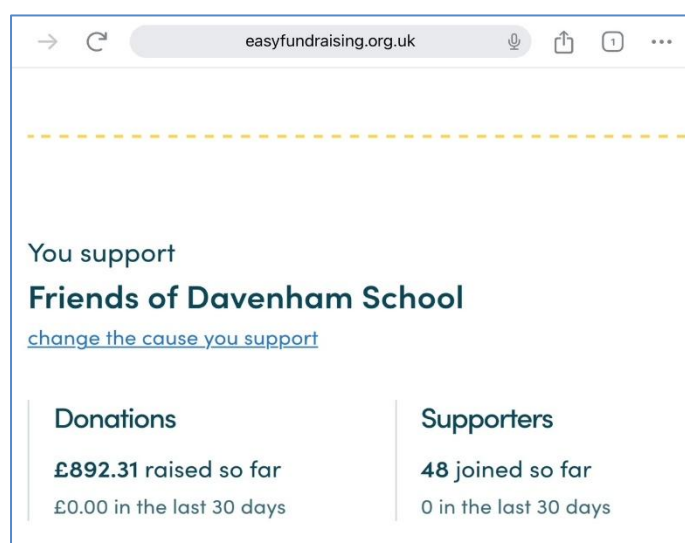 easyfundraising.org.uk
1
You support
Friends of Davenham School
change the cause you support
Donations
£892.31 raised so far
£0.00 in the last 30 days
Supporters
48 joined so far
0 in the last 30 days